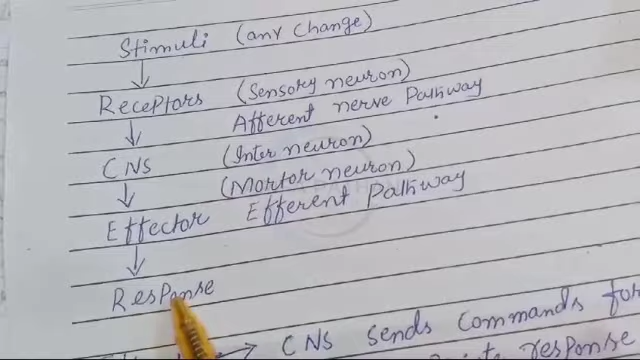 Stimuli (any Change)
Receptors (Sensory neuron)
Afferent nerve Pathway
CNS (Inter neuron)
(Mortor neuron)
Effector Efferent Pathway
Response
CNS sends Commands for
response